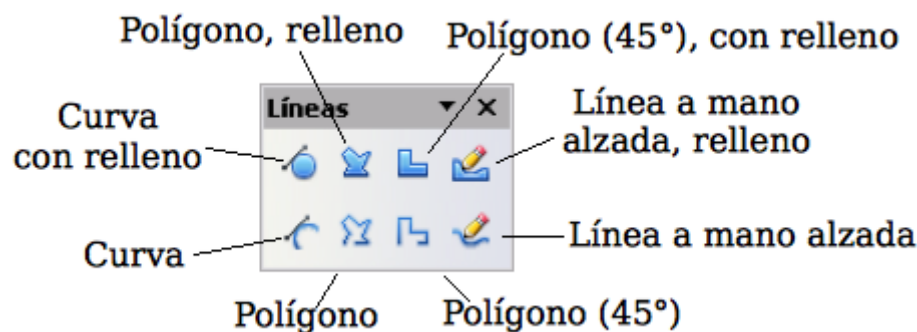 Polígono, relleno
Polígono (45°), con relleno
Líneas
Curva
con relleno
Línea a mano
alzada, relleno
Curva
Línea a mano alzada
Polígono
Polígono (45°)